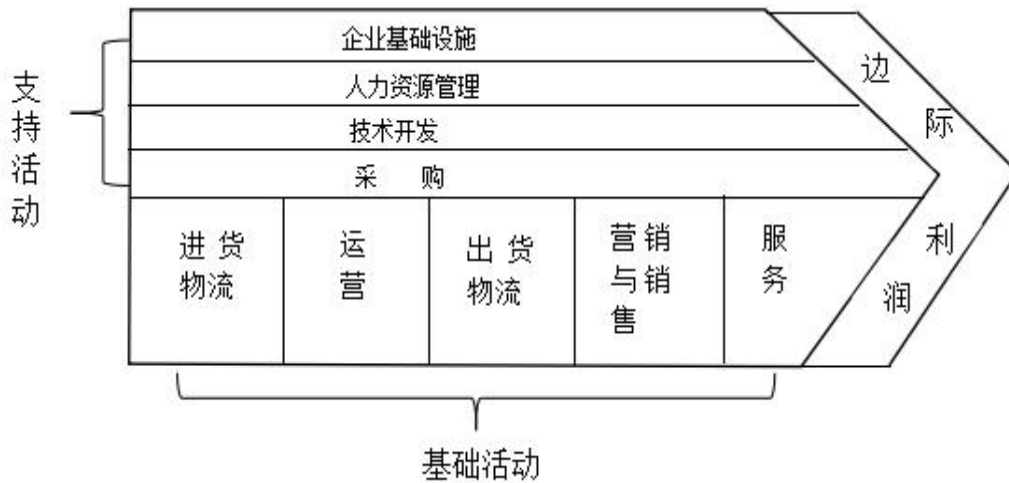 支持活动
企业基础设施
人力资源管理
技术开发
采 购
进 货
物流
运
营
出 货
物流
营 销
与 销
售
服
务
边际利润
基础活动